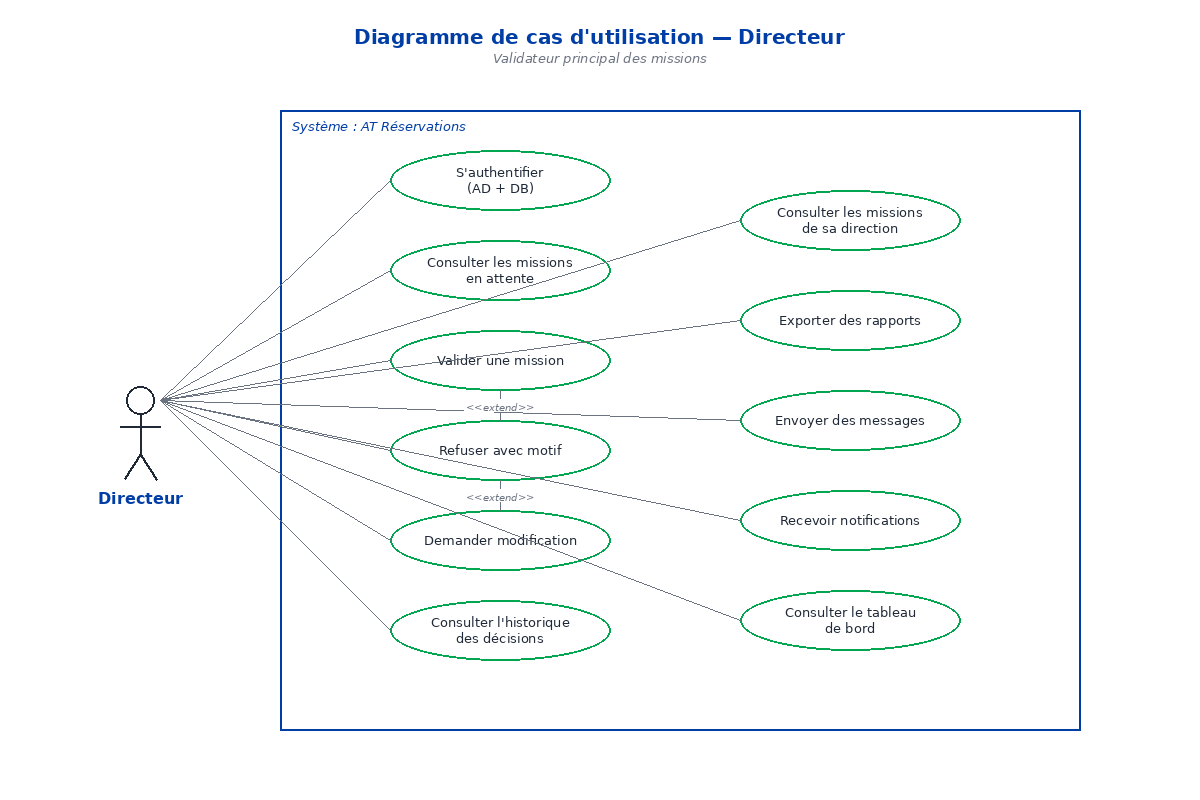 Diagramme de cas d'utilisation — Directeur
Validateur principal des missions
Système : AT Réservations
S'authentifier
(AD + DB)
Consulter les missions
en attente
Valider une mission
<<extend>>
Refuser avec motif
<<extend>>
Demander modification
Consulter l'historique
des décisions
Consulter les missions
de sa direction
Exporter des rapports
Envoyer des messages
Recevoir notifications
Consulter le tableau
de bord
Directeur